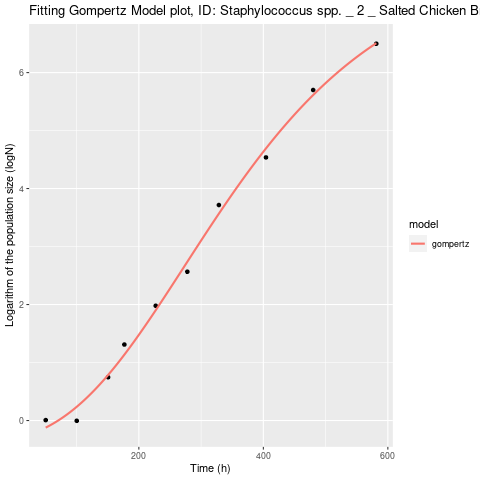 Fitting Gompertz Model plot, ID: Staphylococcus spp. _ 2 _ Salted Chicken B
Logarithm of the population size (logN)
6
4
2
0
200
400
600
Time (h)
model
gompertz